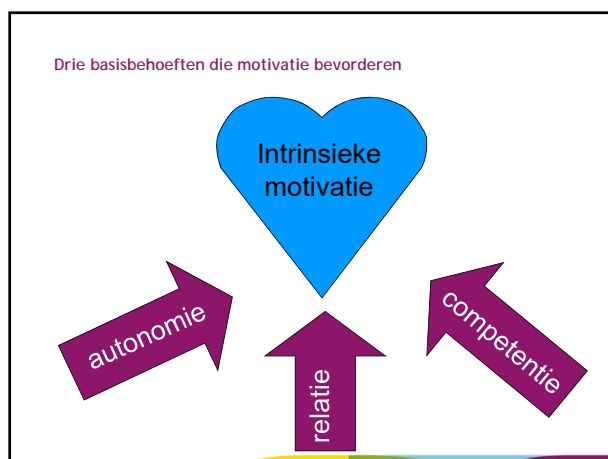 Drie basisbehoeften die motivatie bevorderen
Intrinsieke
motivatie
autonomie
relatie
competentie